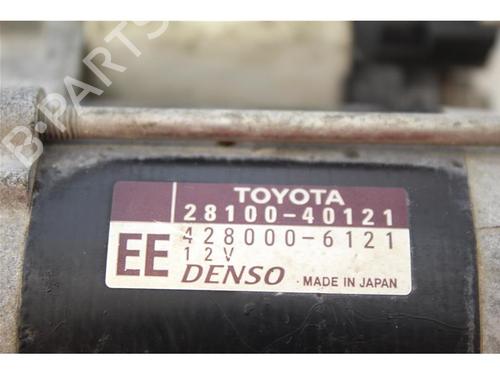 B-PARTS
TOYOTA
28100-40121
EE 428000-6121
12V
DENSO MADE IN JAPAN